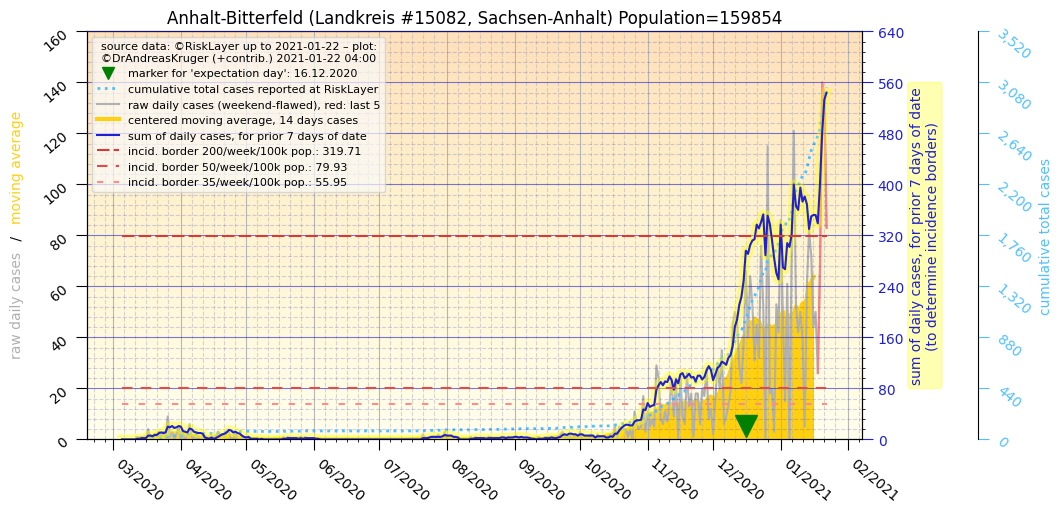 Anhalt-Bitterfeld (Landkreis #15082, Sachsen-Anhalt) Population=159854
source data: ©RiskLayer up to 2021-01-22 – plot:
©DrAndreasKruger (+contrib.) 2021-01-22 04:00
marker for 'expectation day': 16.12.2020
cumulative total cases reported at RiskLayer
raw daily cases (weekend-flawed), red: last 5
centered moving average, 14 days cases
sum of daily cases, for prior 7 days of date
incid. border 200/week/100k pop.: 319.71
incid. border 50/week/100k pop.: 79.93
incid. border 35/week/100k pop.: 55.95
raw daily cases / moving average
160
140
120
100
80
60
40
20
0
03/2020
04/2020
05/2020
06/2020
07/2020
08/2020
09/2020
10/2020
11/2020
12/2020
01/2021
02/2021
640
560
480
400
320
240
160
80
0
sum of daily cases, for prior 7 days of date
(to determine incidence borders)
3,520
3,080
2,640
2,200
1,760
1,320
880
440
0
cumulative total cases